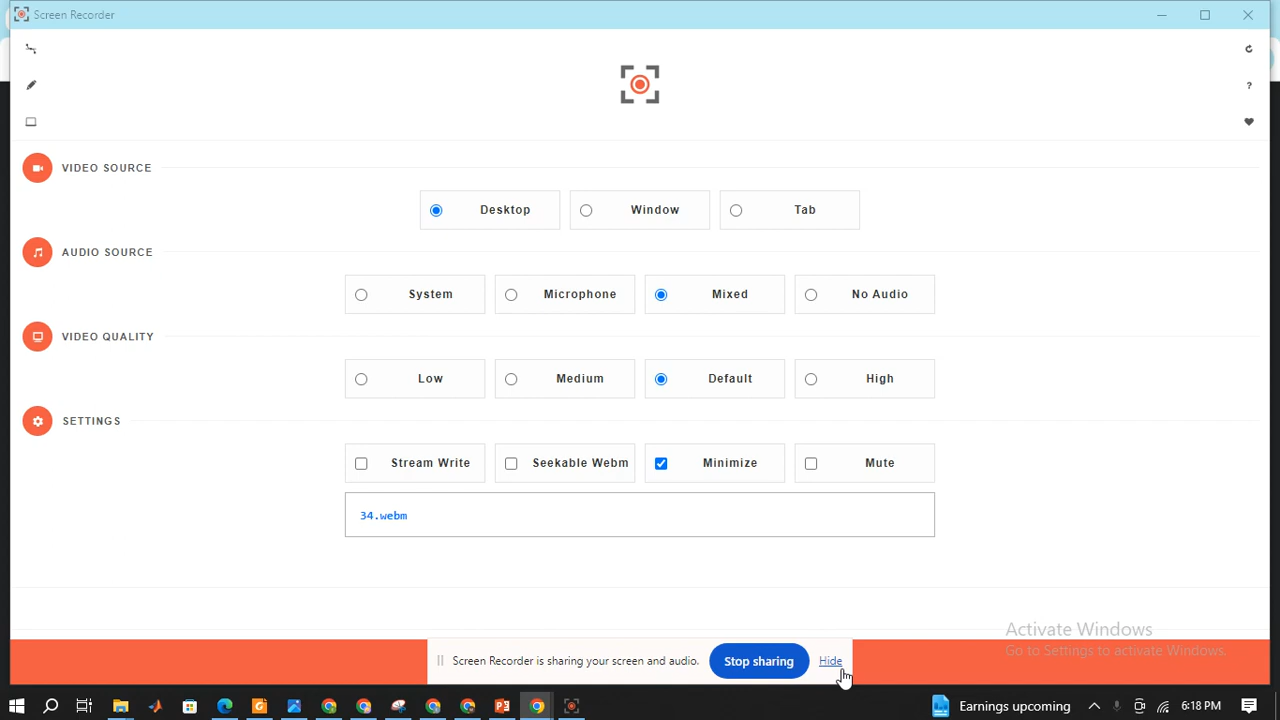 Screen Recorder
?
VIDEO SOURCE
Desktop Window Tab
AUDIO SOURCE
System Microphone Mixed No Audio
VIDEO QUALITY
Low Medium Default High
SETTINGS
Stream Write Seekable Webm Minimize Mute
34.webm
Activate Windows
Go to Settings to activate Windows.
Screen Recorder is sharing your screen and audio. Stop sharing Hide
Earnings upcoming 6:18 PM